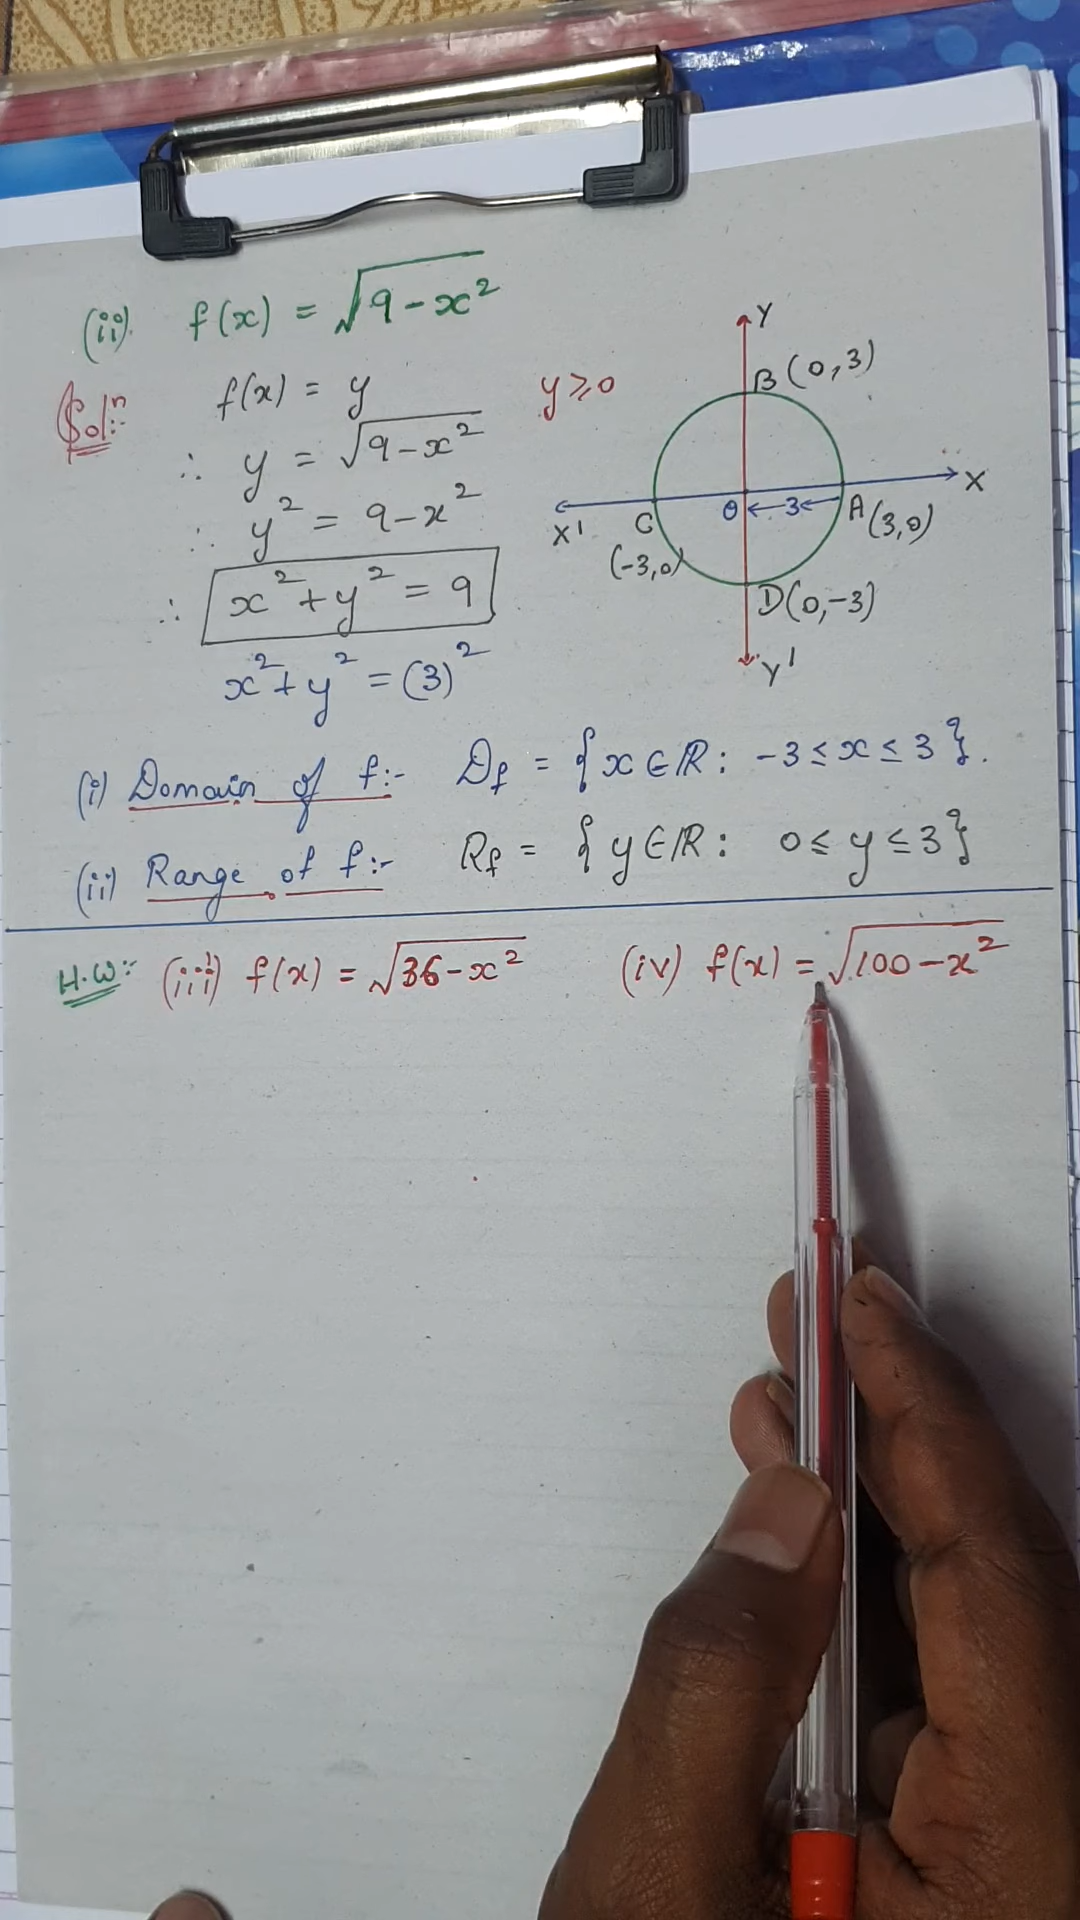 (ii). f(x) = √9-x²
Solⁿ:- f(x) = y y ⩾ 0
∴ y = √9-x²
∴ y² = 9-x²
∴ x²+y² = 9
x²+y² = (3)²
Y
B (0,3)
X
X' C O 3 A (3,0)
(-3,0)
D(0,-3)
Y'
(i) Domain of f:- Df = {x∈R: -3≤x≤3}.
(ii) Range of f:- Rf = {y∈R: 0≤y≤3}
H.W:- (iii) f(x) = √36-x² (iv) f(x) = √100-x²